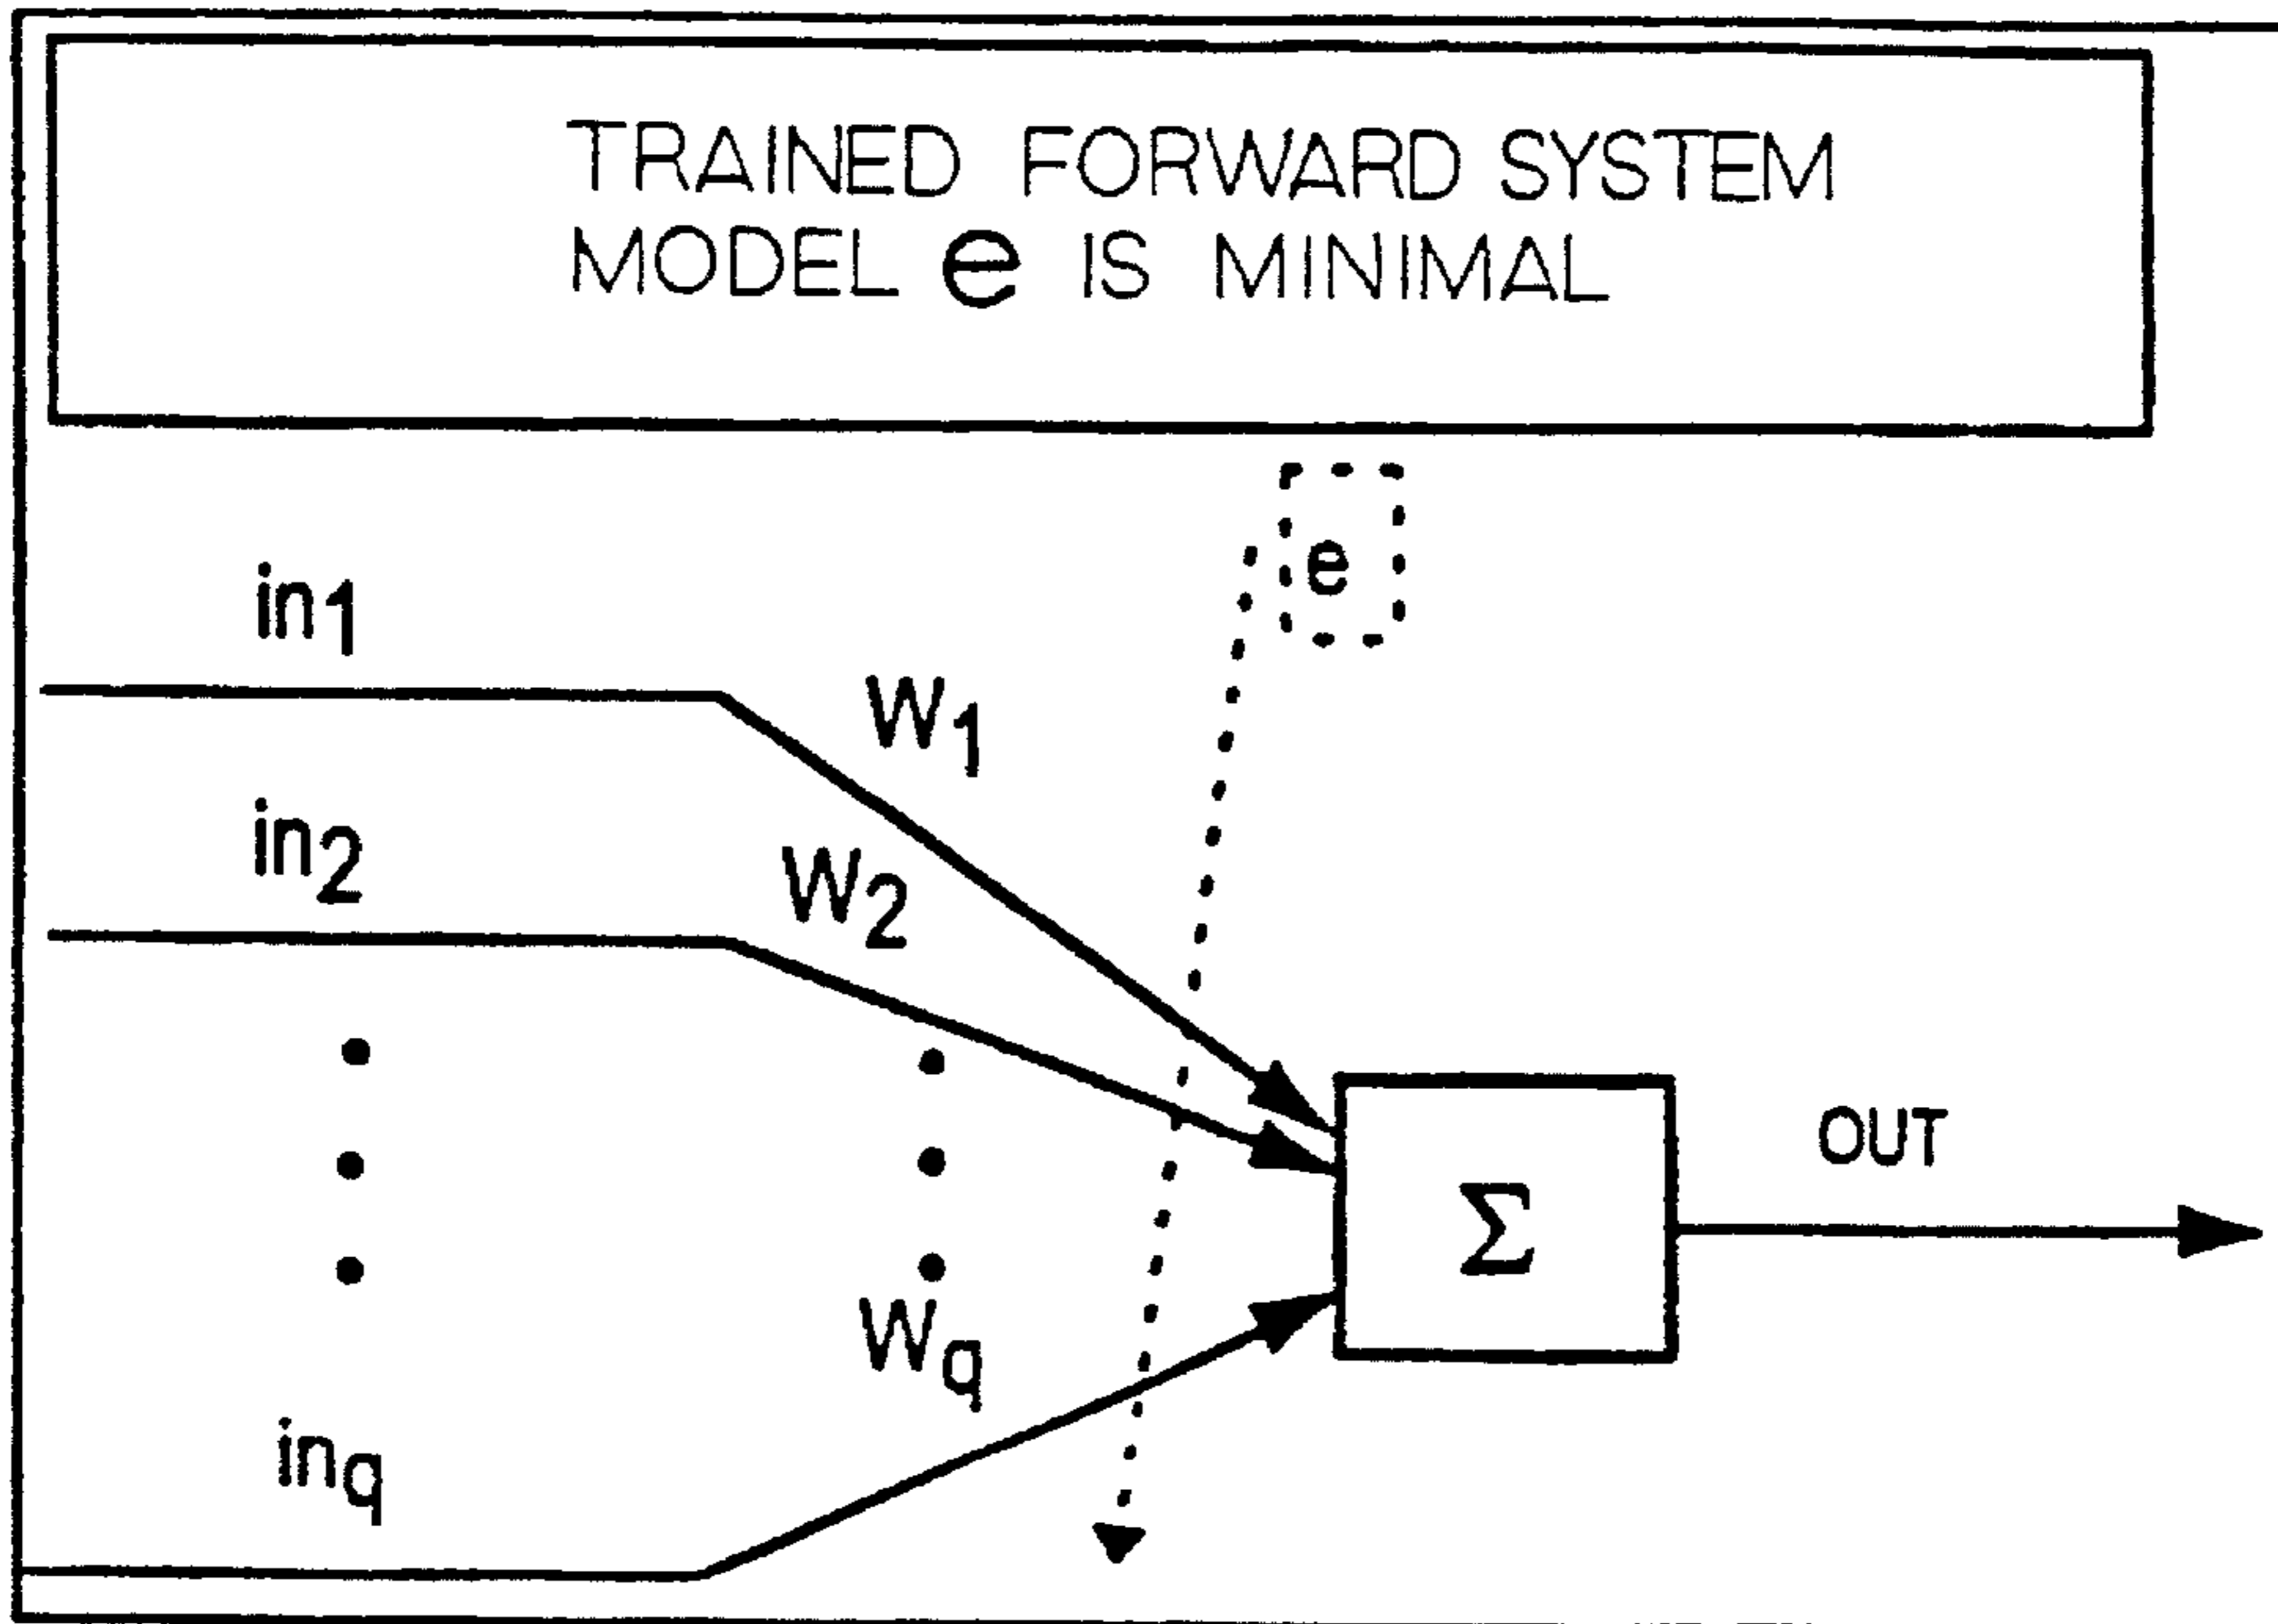 TRAINED FORWARD SYSTEM
MODEL e IS MINIMAL
e
in1
W1
in2
W2
Wq
inq
Σ
OUT